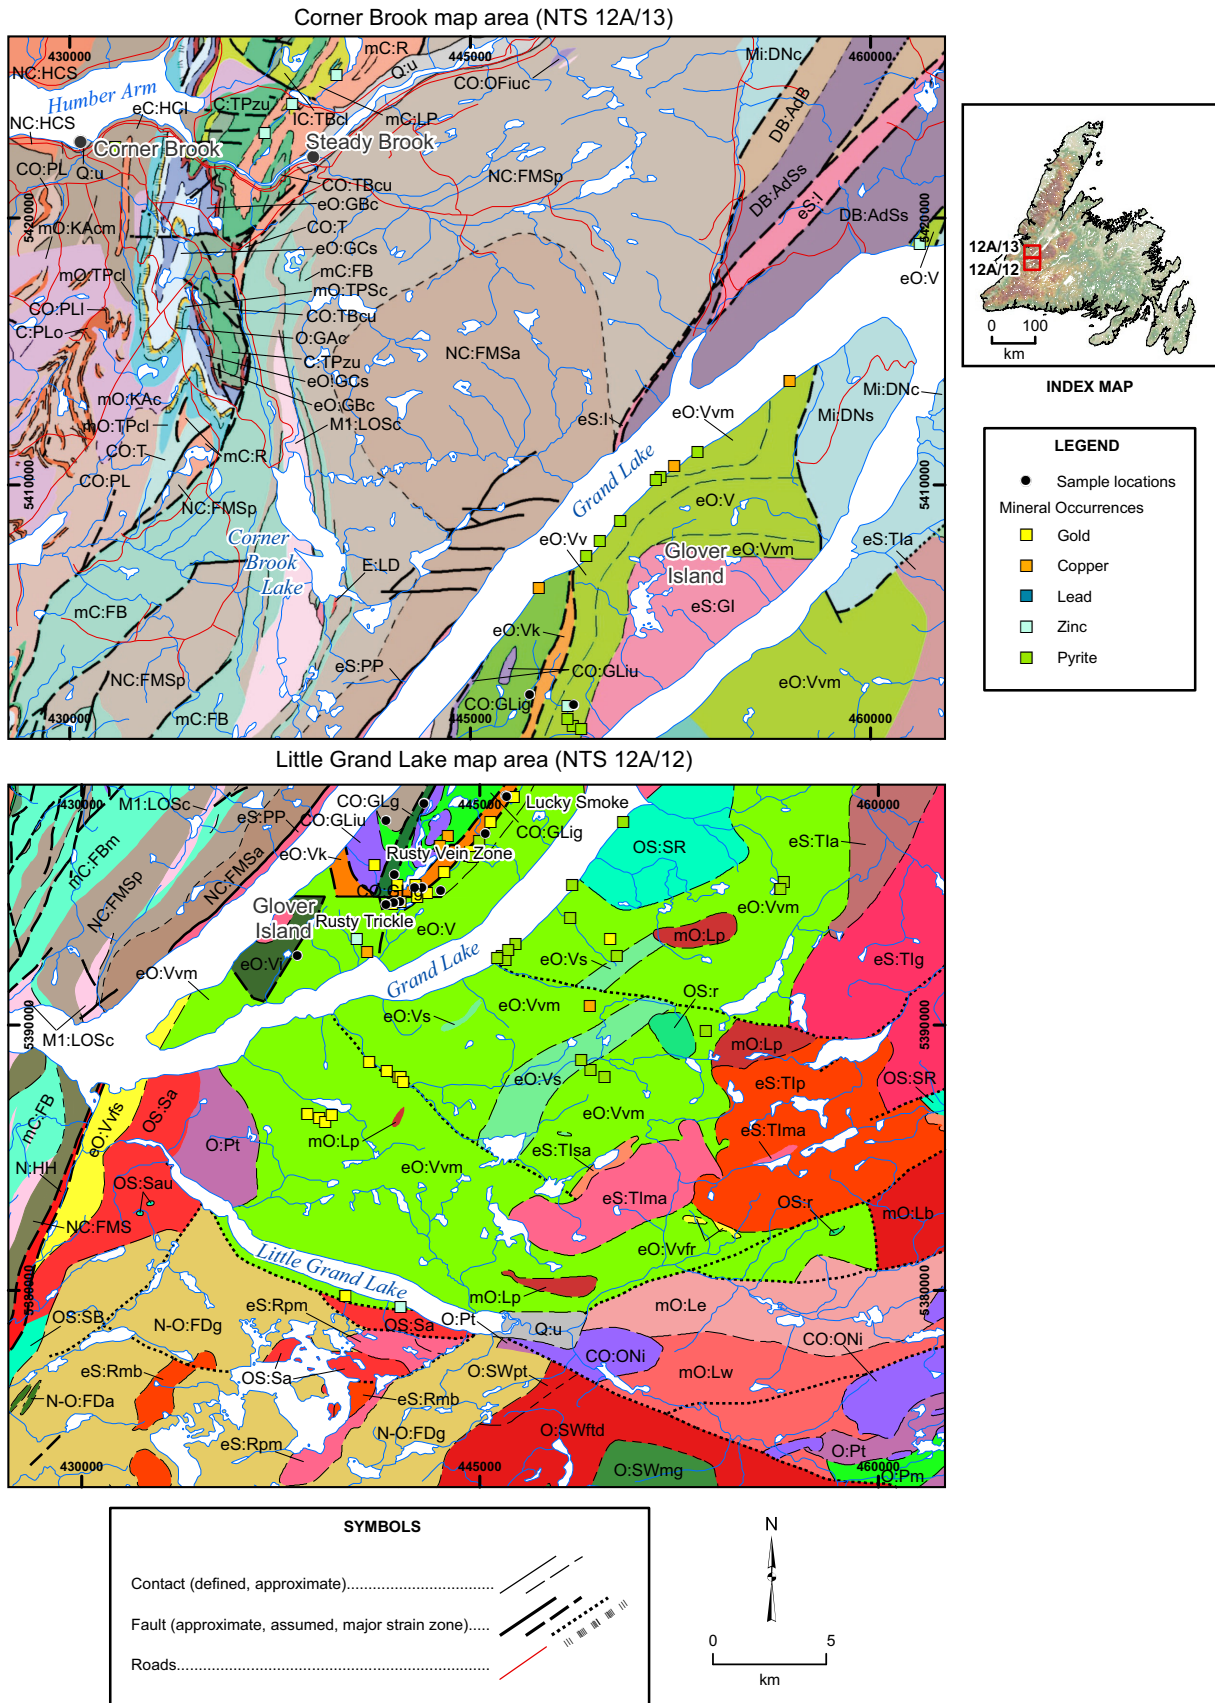 Corner Brook map area (NTS 12A/13)
430000
445000
460000
NC:HCS
mC:R
Q:u
CO:OFiuc
Mi:DNc
Humber Arm
eC:HCl
C:TPzu
lC:TBcl
mC:LP
DB:AdB
NC:HCS
Corner Brook
Steady Brook
CO:PL
Q:u
NC:FMSp
CO:TBcu
eO:GBc
DB:AdSs
eS:I
DB:AdSs
5420000
mO:KAcm
CO:T
eO:GCs
5420000
mO:TPcl
mC:FB
mO:TPSc
eO:V
CO:PLl
CO:TBcu
C:PLo
O:GAc
NC:FMSa
C:TPzu
eO:GCs
eO:GBc
Mi:DNc
mO:KAc
mO:TPcl
M1:LOSc
eS:I
eO:Vvm
Mi:DNs
CO:T
mC:R
CO:PL
Grand Lake
5410000
NC:FMSp
eO:V
5410000
Corner
Brook
Lake
eO:Vv
Glover
Island
eO:Vvm
eS:Tla
E:LD
mC:FB
eS:GI
eO:Vk
NC:FMSp
eS:PP
CO:GLiu
eO:Vvm
CO:GLig
mC:FB
430000
445000
460000
12A/13
12A/12
0 100
km
INDEX MAP
LEGEND
Sample locations
Mineral Occurrences
Gold
Copper
Lead
Zinc
Pyrite
Little Grand Lake map area (NTS 12A/12)
430000
445000
460000
M1:LOSc
CO:GLg
Lucky Smoke
eS:PP
CO:GLiu
CO:GLig
eS:Tla
mC:FBm
OS:SR
eO:Vk
Rusty Vein Zone
NC:FMSp
NC:FMSa
Glover
Island
Rusty Trickle
eO:V
eO:Vvm
mO:Lp
eO:Vvm
eO:Vi
Grand Lake
eO:Vs
eS:Tlg
eO:Vvm
OS:r
5390000
M1:LOSc
eO:Vs
5390000
mO:Lp
eO:Vs
eS:Tlp
OS:SR
mC:FB
eO:Vvfs
OS:Sa
O:Pt
mO:Lp
eO:Vvm
eS:Tlma
N:HH
eO:Vvm
eS:Tlsa
OS:Sau
eS:Tlma
OS:r
mO:Lb
NC:FMS
eO:Vvfr
Little Grand Lake
5380000
mO:Lp
5380000
OS:SB
N-O:FDg
eS:Rpm
OS:Sa
O:Pt
Q:u
mO:Le
CO:ONi
eS:Rmb
OS:Sa
O:SWpt
CO:ONi
mO:Lw
N-O:FDa
eS:Rmb
eS:Rpm
N-O:FDg
O:SWftd
O:Pt
O:SWmg
O:Pm
430000
445000
460000
SYMBOLS
Contact (defined, approximate)
Fault (approximate, assumed, major strain zone)
Roads
N
0 5
km